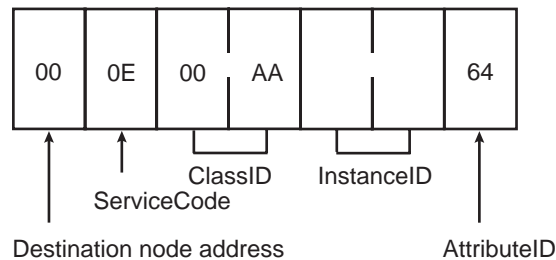 00 0E 00 AA 64
ClassID InstanceID
ServiceCode
Destination node address AttributeID